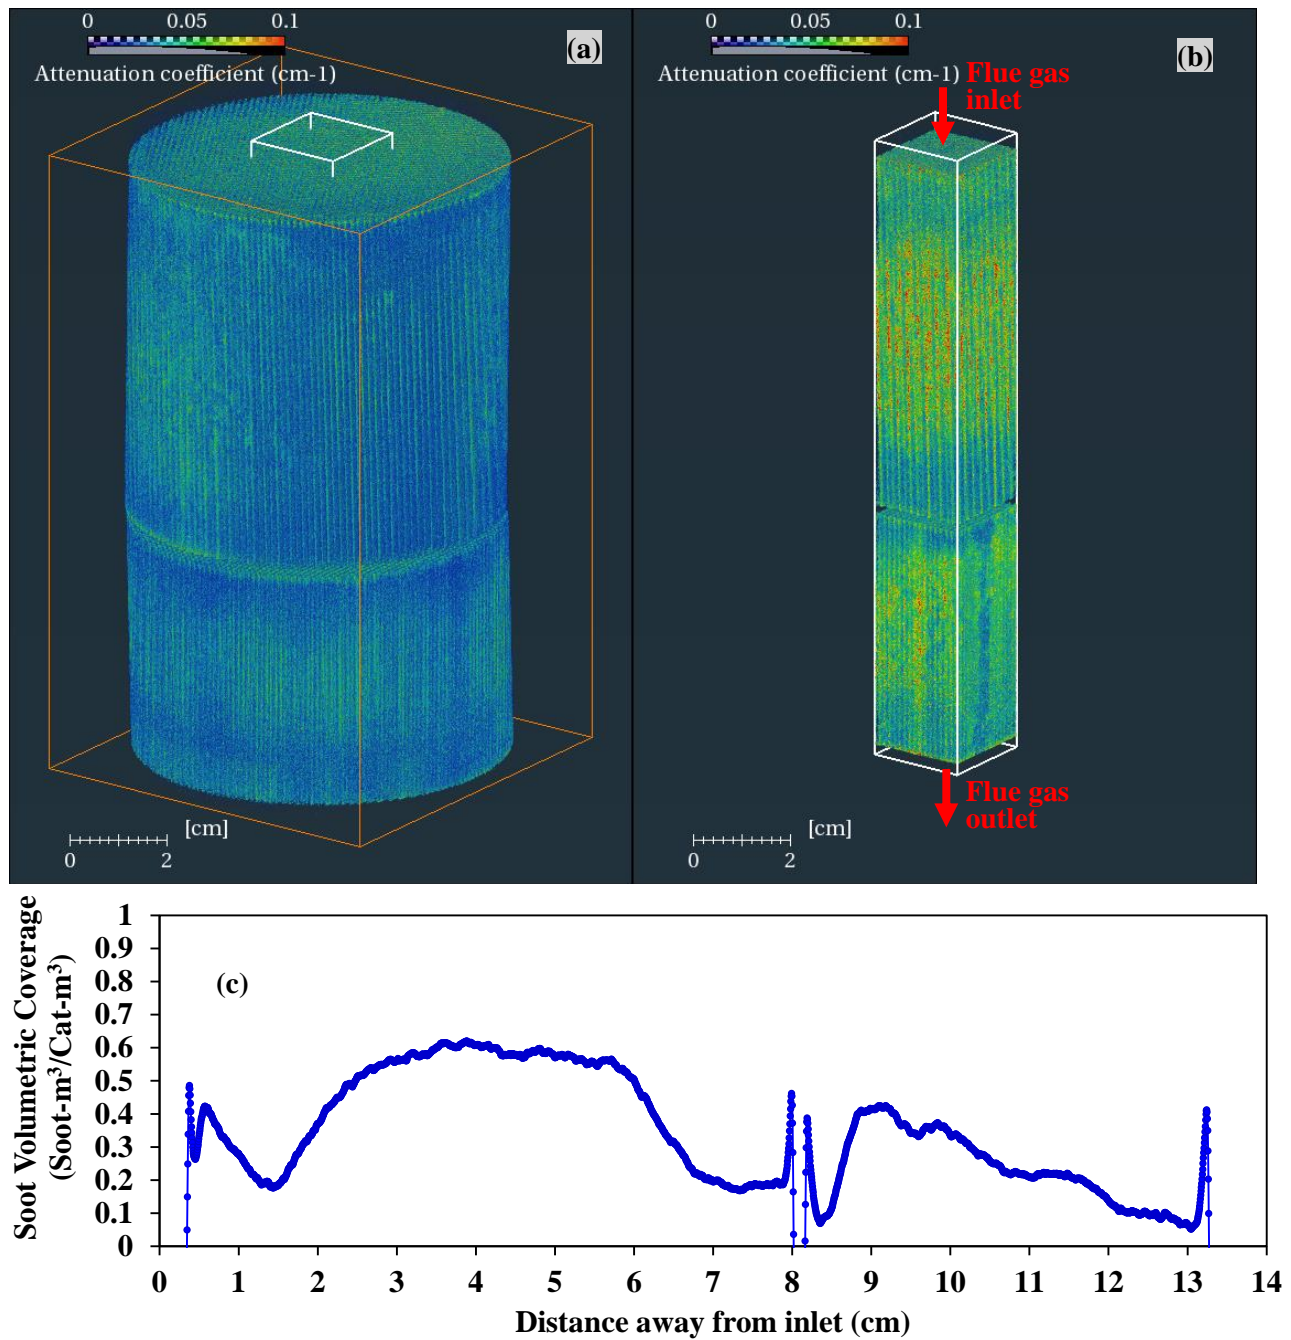 0 0.05 0.1
Attenuation coefficient (cm-1)
(a)
[cm]
0 2
0 0.05 0.1
Attenuation coefficient (cm-1)
(b)
Flue gas
inlet
Flue gas
outlet
[cm]
0 2
Soot Volumetric Coverage
(Soot-m³/Cat-m³)
1
0.9
0.8
0.7
0.6
0.5
0.4
0.3
0.2
0.1
0
(c)
0 1 2 3 4 5 6 7 8 9 10 11 12 13 14
Distance away from inlet (cm)